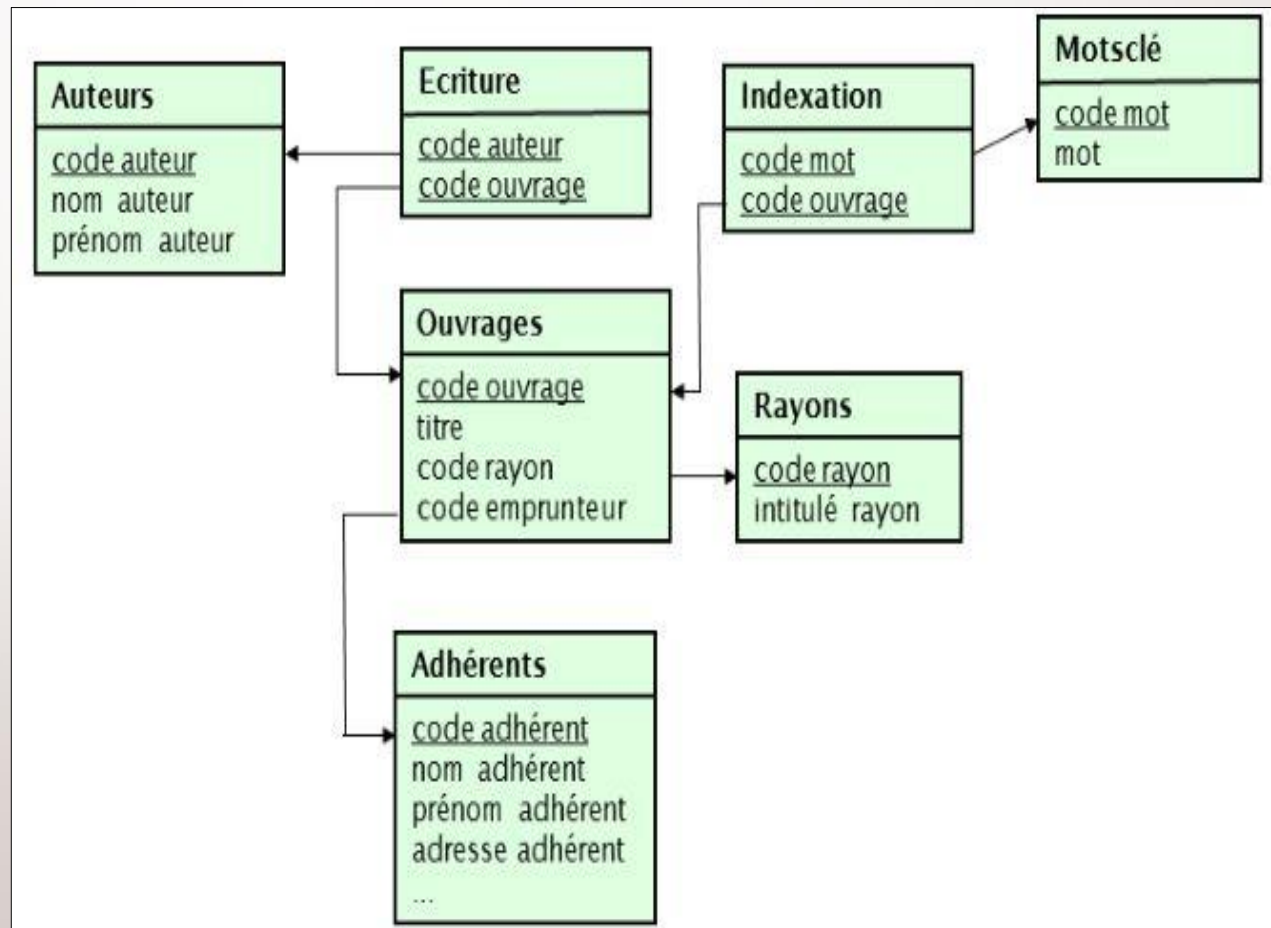 Auteurs
code auteur
nom auteur
prénom auteur
Ecriture
code auteur
code ouvrage
Indexation
code mot
code ouvrage
Motsclé
code mot
mot
Ouvrages
code ouvrage
titre
code rayon
code emprunteur
Rayons
code rayon
intitulé rayon
Adhérents
code adhérent
nom adhérent
prénom adhérent
adresse adhérent
...